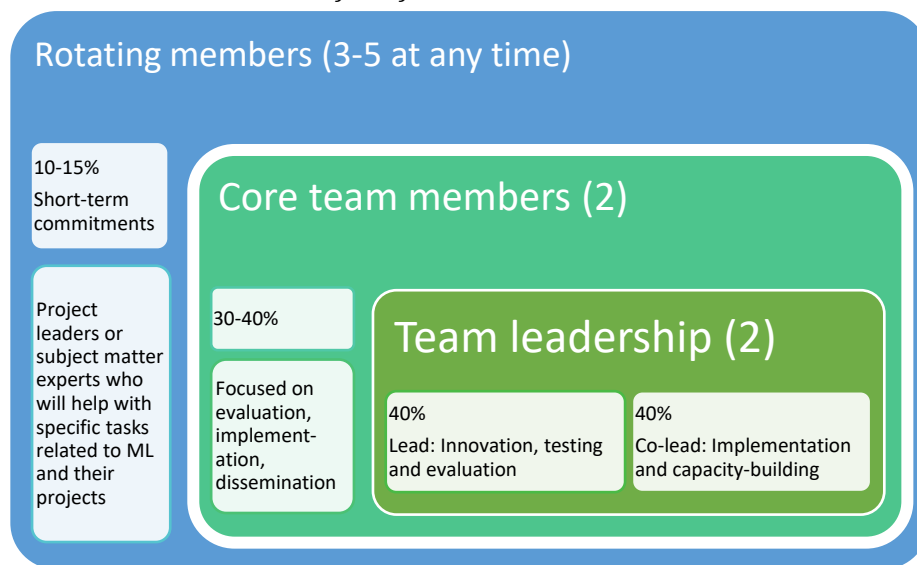 Rotating members (3-5 at any time)
10-15%
Short-term
commitments
Project
leaders or
subject matter
experts who
will help with
specific tasks
related to ML
and their
projects
Core team members (2)
30-40%
Focused on
evaluation,
implement-
ation,
dissemination
Team leadership (2)
40%
Lead: Innovation, testing
and evaluation
40%
Co-lead: Implementation
and capacity-building